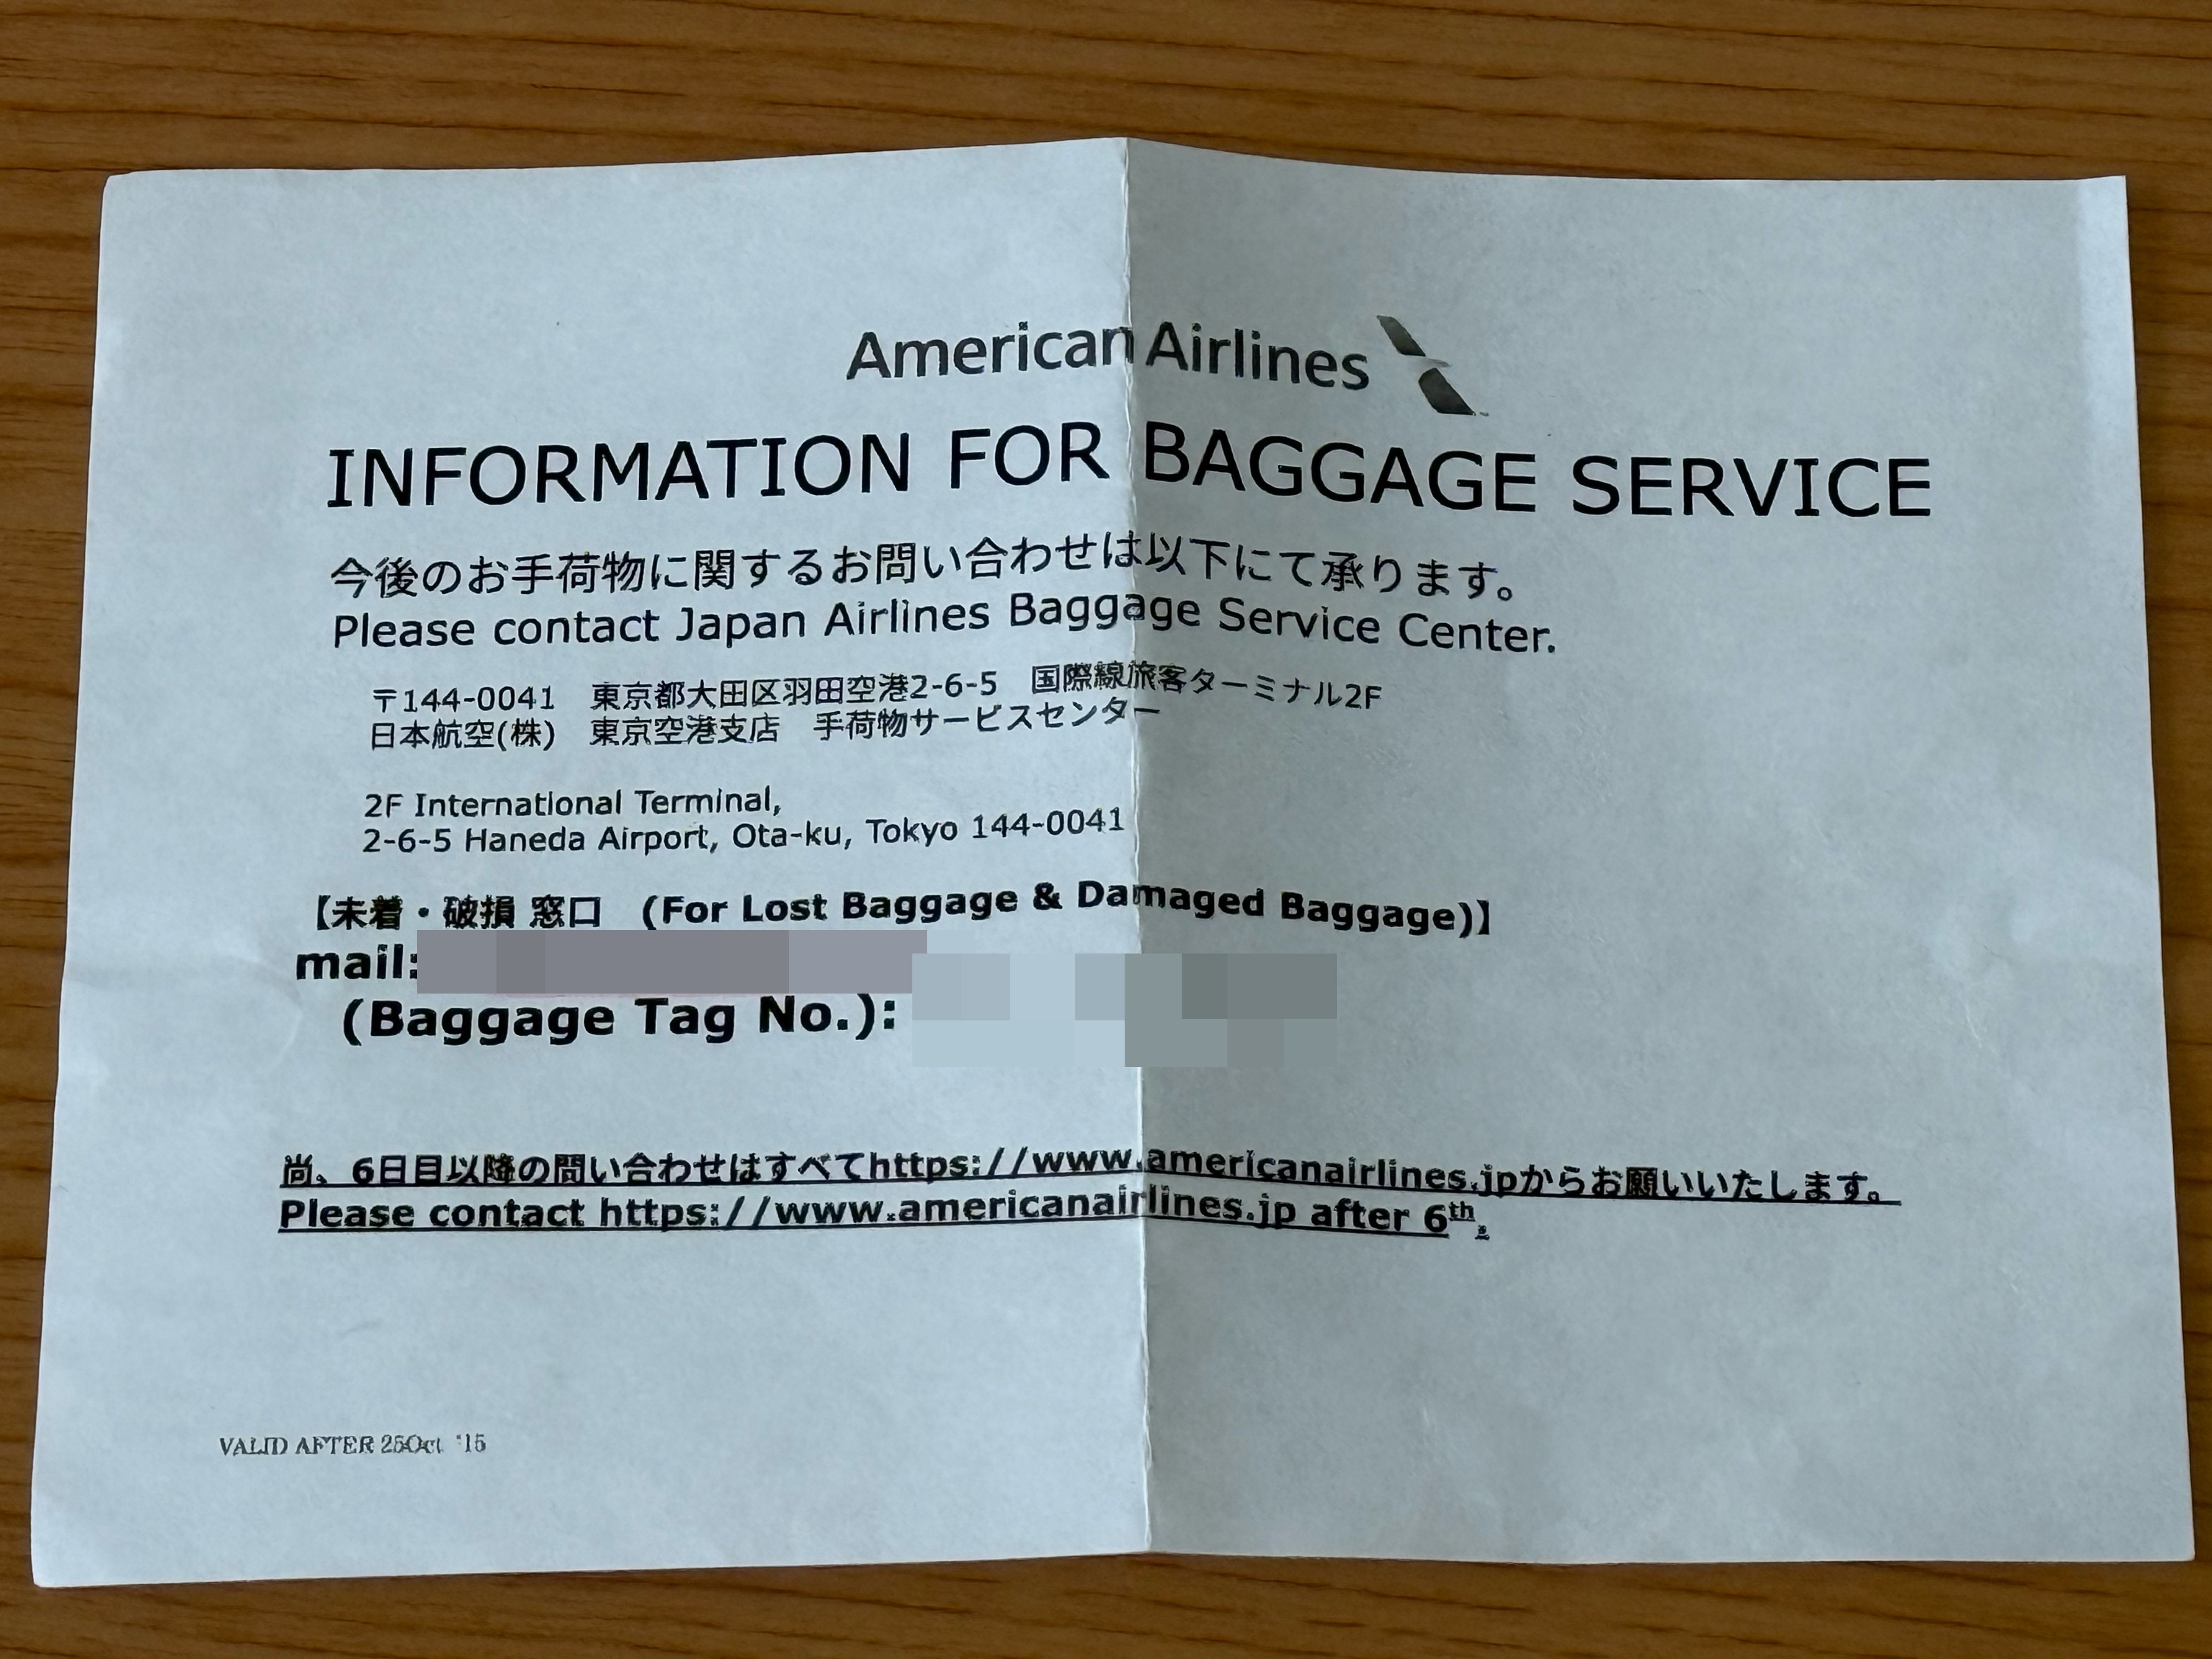 American Airlines
INFORMATION FOR BAGGAGE SERVICE
今後のお手荷物に関するお問い合わせは以下にて承ります。
Please contact Japan Airlines Baggage Service Center.
〒144-0041 東京都大田区羽田空港2-6-5 国際線旅客ターミナル2F
日本航空(株) 東京空港支店 手荷物サービスセンター
2F International Terminal,
2-6-5 Haneda Airport, Ota-ku, Tokyo 144-0041
【未着・破損 窓口 (For Lost Baggage & Damaged Baggage)】
mail:
(Baggage Tag No.):
尚、6日目以降の問い合わせはすべてhttps://www.americanairlines.jpからお願いいたします。
Please contact https://www.americanairlines.jp after 6th.
VALID AFTER 25Oct '15